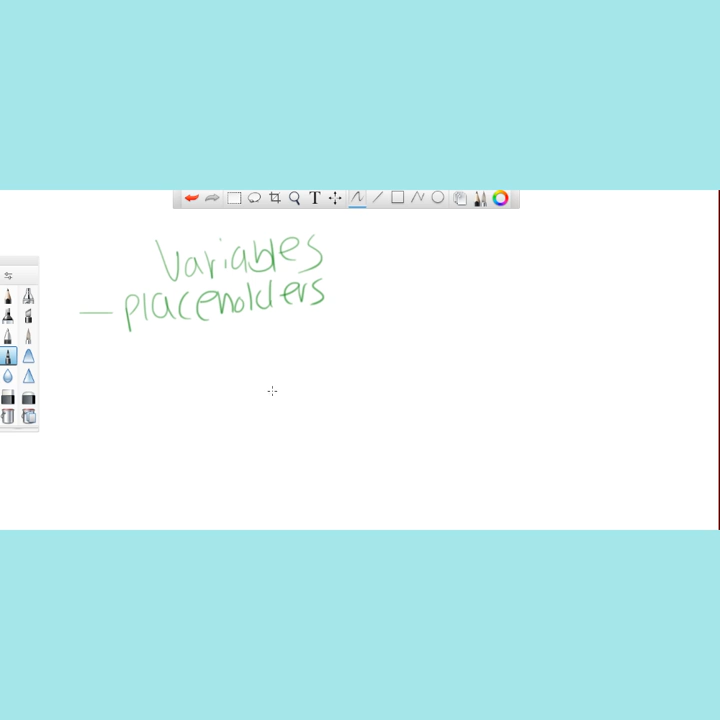 T
Variables
— placeholders